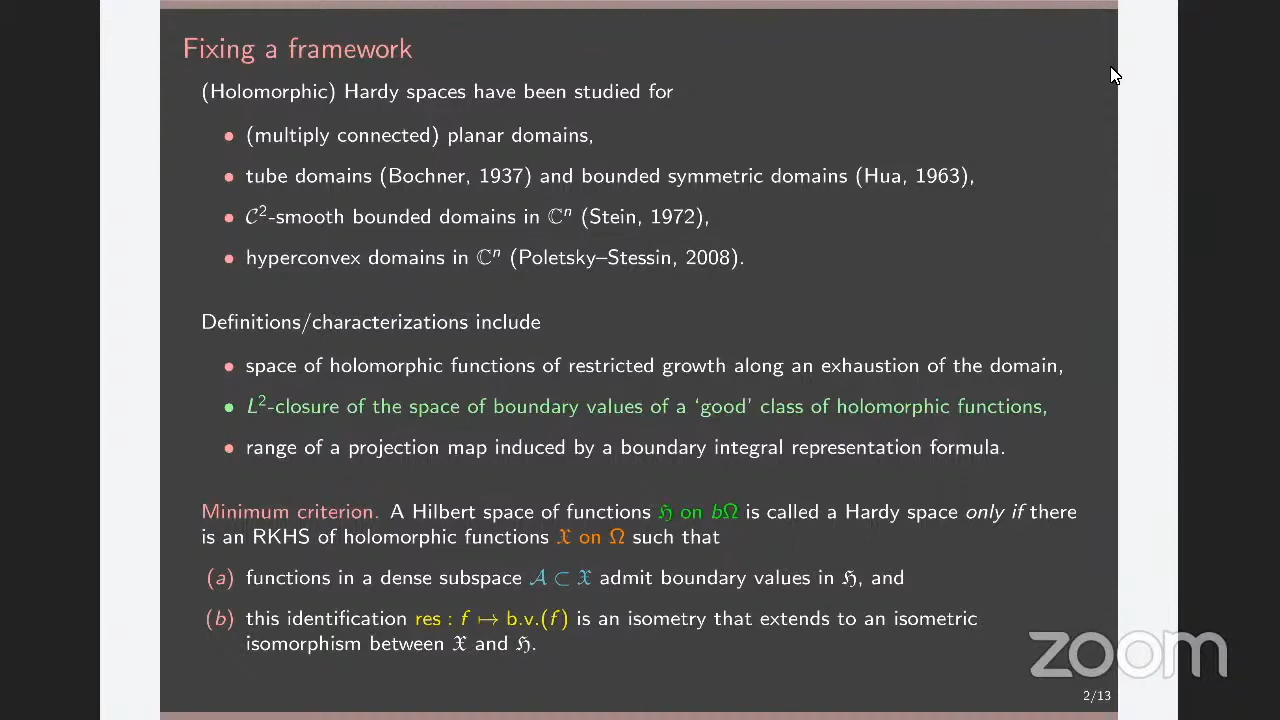 Fixing a framework
(Holomorphic) Hardy spaces have been studied for
• (multiply connected) planar domains,
• tube domains (Bochner, 1937) and bounded symmetric domains (Hua, 1963),
• 𝒞²-smooth bounded domains in ℂⁿ (Stein, 1972),
• hyperconvex domains in ℂⁿ (Poletsky–Stessin, 2008).
Definitions/characterizations include
• space of holomorphic functions of restricted growth along an exhaustion of the domain,
• L²-closure of the space of boundary values of a ‘good’ class of holomorphic functions,
• range of a projection map induced by a boundary integral representation formula.
Minimum criterion. A Hilbert space of functions ℌ on bΩ is called a Hardy space only if there
is an RKHS of holomorphic functions 𝔛 on Ω such that
(a) functions in a dense subspace 𝒜 ⊂ 𝔛 admit boundary values in ℌ, and
(b) this identification res : f ↦ b.v.(f) is an isometry that extends to an isometric
isomorphism between 𝔛 and ℌ.
zoom
2/13